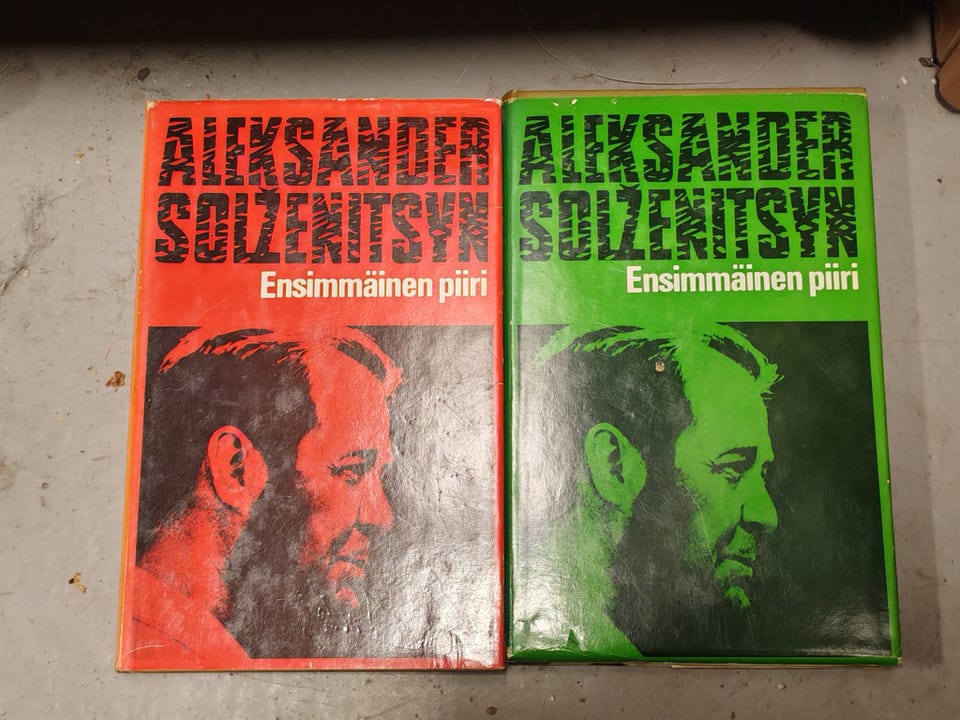 ALEKSANDER
SOLŽENITSYN
Ensimmäinen piiri
ALEKSANDER
SOLŽENITSYN
Ensimmäinen piiri